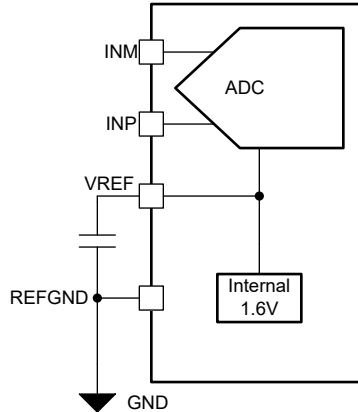 INM
ADC
INP
VREF
Internal
1.6V
REFGND
GND